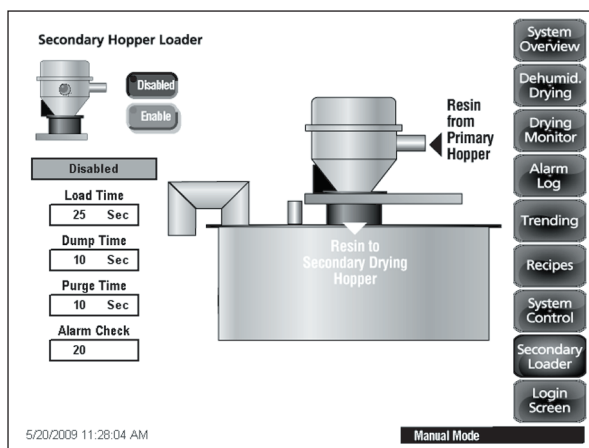 Secondary Hopper Loader
Disabled
Enable
Disabled
Load Time
25 Sec
Dump Time
10 Sec
Purge Time
10 Sec
Alarm Check
20
Resin
from
Primary
Hopper
Resin to
Secondary Drying
Hopper
System
Overview
Dehumid.
Drying
Drying
Monitor
Alarm
Log
Trending
Recipes
System
Control
Secondary
Loader
Login
Screen
5/20/2009 11:28:04 AM
Manual Mode